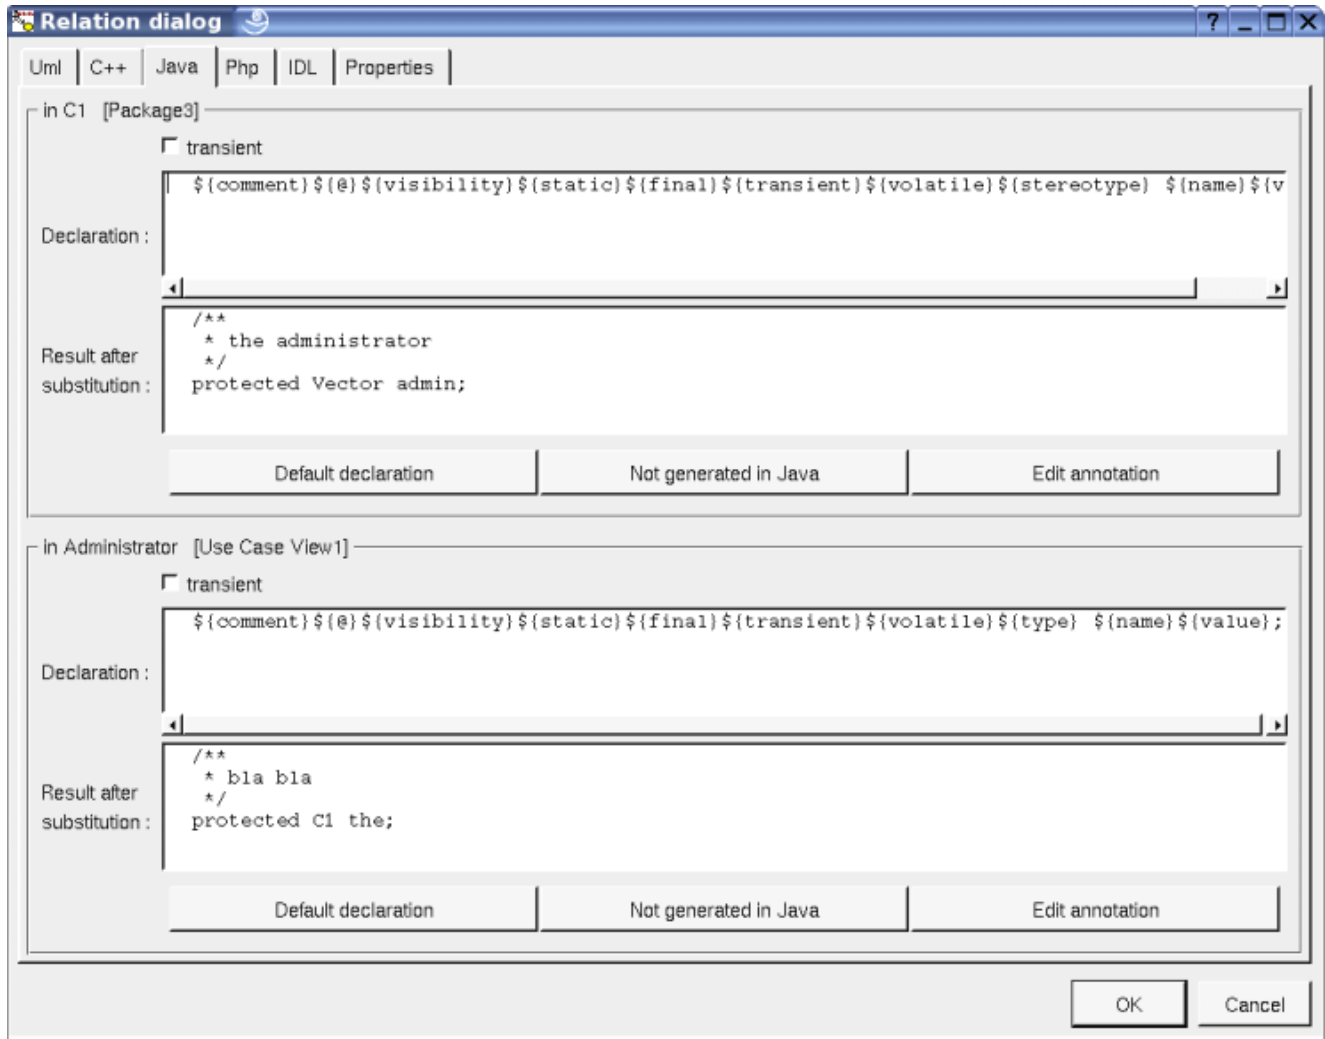 Relation dialog
Uml C++ Java Php IDL Properties
in C1 [Package3]
transient
${comment}${@}${visibility}${static}${final}${transient}${volatile}${stereotype} ${name}${v
Declaration :
/**
* the administrator
*/
protected Vector admin;
Result after
substitution :
Default declaration Not generated in Java Edit annotation
in Administrator [Use Case View1]
transient
${comment}${@}${visibility}${static}${final}${transient}${volatile}${type} ${name}${value};
Declaration :
/**
* bla bla
*/
protected C1 the;
Result after
substitution :
Default declaration Not generated in Java Edit annotation
OK Cancel